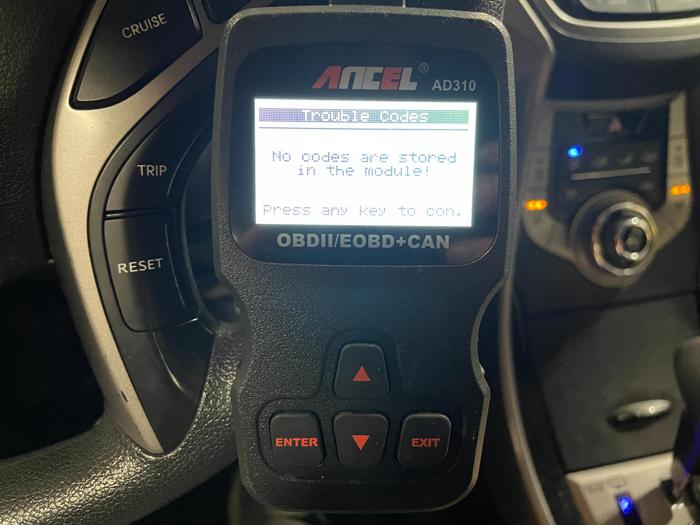 CRUISE
TRIP
RESET
ANCEL®
AD310
Trouble Codes
No codes are stored
in the module!
Press any key to con.
OBDII/EOBD+CAN
ENTER
EXIT